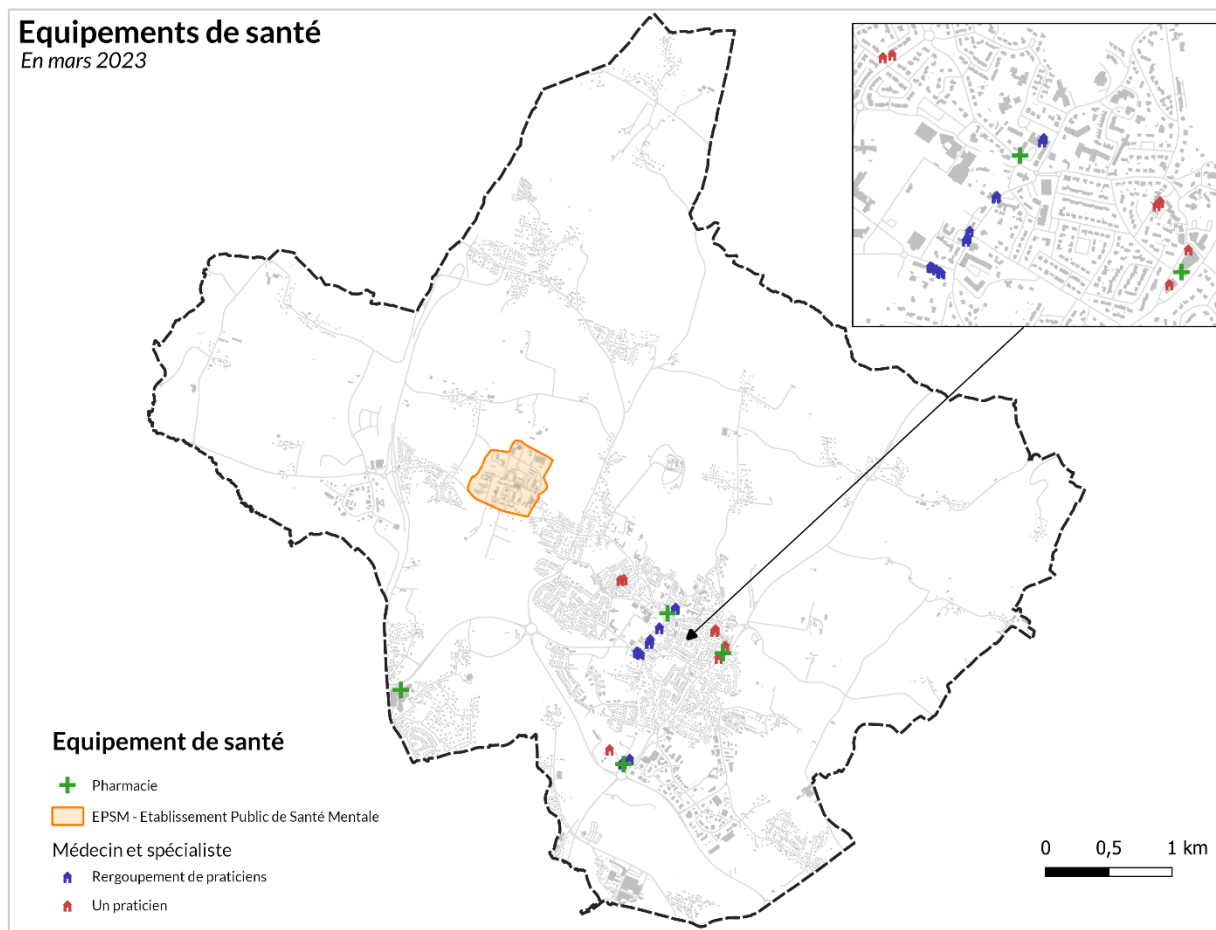 Equipements de santé
En mars 2023
Equipement de santé
Pharmacie
EPSM - Etablissement Public de Santé Mentale
Médecin et spécialiste
Rergoupement de praticiens
Un praticien
0 0,5 1 km